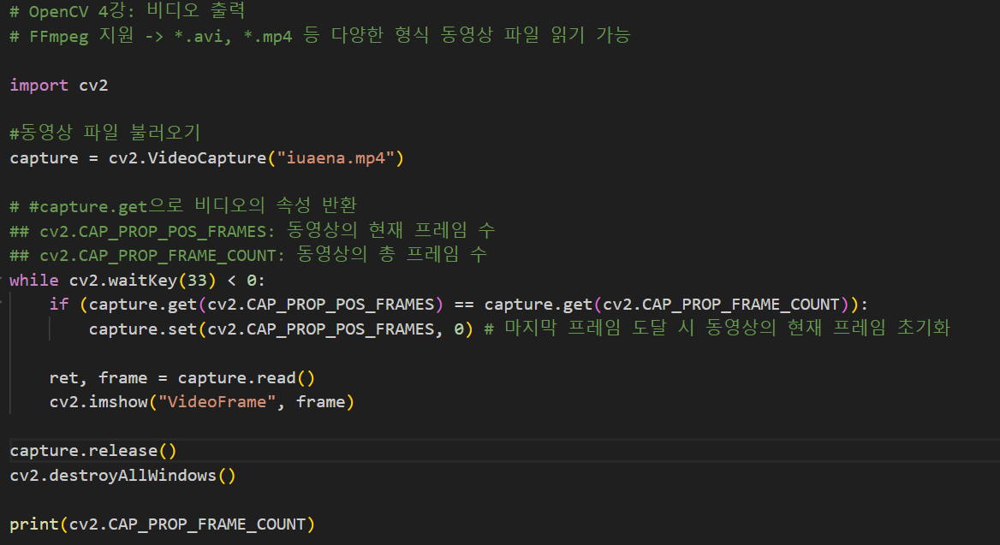 # OpenCV 4강: 비디오 출력
# FFmpeg 지원 -> *.avi, *.mp4 등 다양한 형식 동영상 파일 읽기 가능
import cv2
#동영상 파일 불러오기
capture = cv2.VideoCapture("iuaena.mp4")
# #capture.get으로 비디오의 속성 반환
## cv2.CAP_PROP_POS_FRAMES: 동영상의 현재 프레임 수
## cv2.CAP_PROP_FRAME_COUNT: 동영상의 총 프레임 수
while cv2.waitKey(33) < 0:
    if (capture.get(cv2.CAP_PROP_POS_FRAMES) == capture.get(cv2.CAP_PROP_FRAME_COUNT)):
        capture.set(cv2.CAP_PROP_POS_FRAMES, 0) # 마지막 프레임 도달 시 동영상의 현재 프레임 초기화
    ret, frame = capture.read()
    cv2.imshow("VideoFrame", frame)
capture.release()
cv2.destroyAllWindows()
print(cv2.CAP_PROP_FRAME_COUNT)